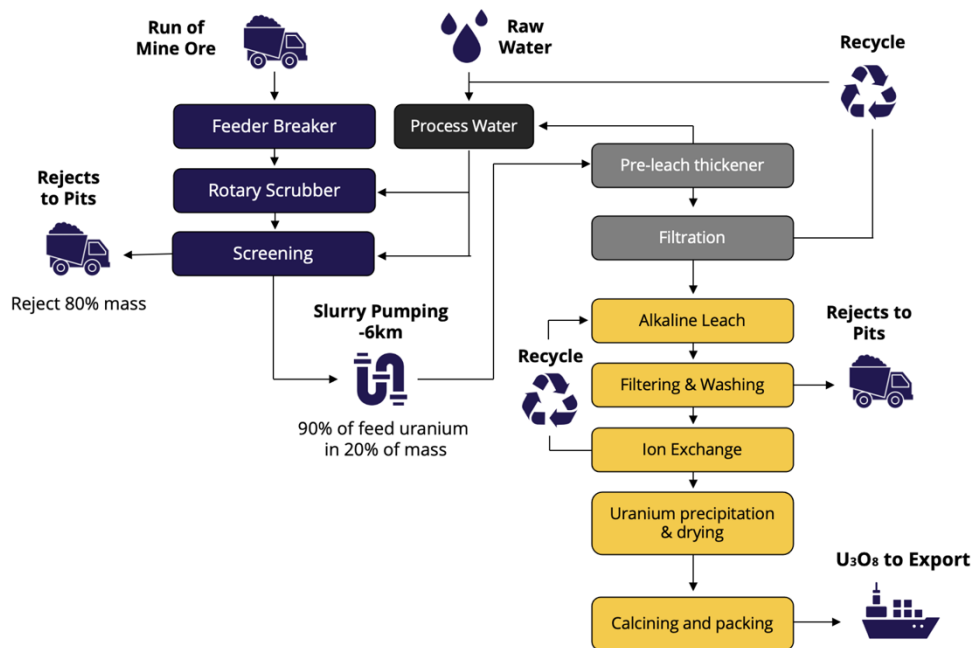 Run of
Mine Ore
Raw
Water
Recycle
Feeder Breaker
Process Water
Pre-leach thickener
Rejects
to Pits
Rotary Scrubber
Filtration
Screening
Reject 80% mass
Slurry Pumping
-6km
Alkaline Leach
Rejects to
Pits
Recycle
Filtering & Washing
90% of feed uranium
in 20% of mass
Ion Exchange
Uranium precipitation
& drying
U₃O₈ to Export
Calcining and packing